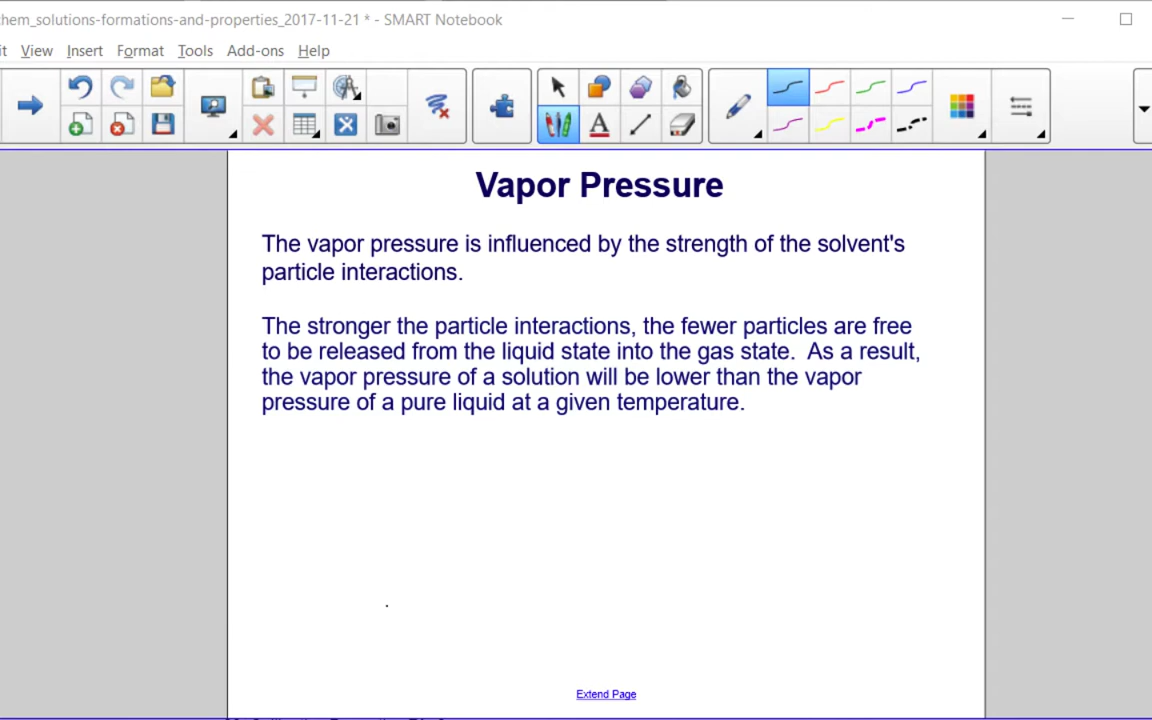 hem_solutions-formations-and-properties_2017-11-21 * - SMART Notebook
it View Insert Format Tools Add-ons Help
Vapor Pressure
The vapor pressure is influenced by the strength of the solvent's
particle interactions.
The stronger the particle interactions, the fewer particles are free
to be released from the liquid state into the gas state. As a result,
the vapor pressure of a solution will be lower than the vapor
pressure of a pure liquid at a given temperature.
Extend Page